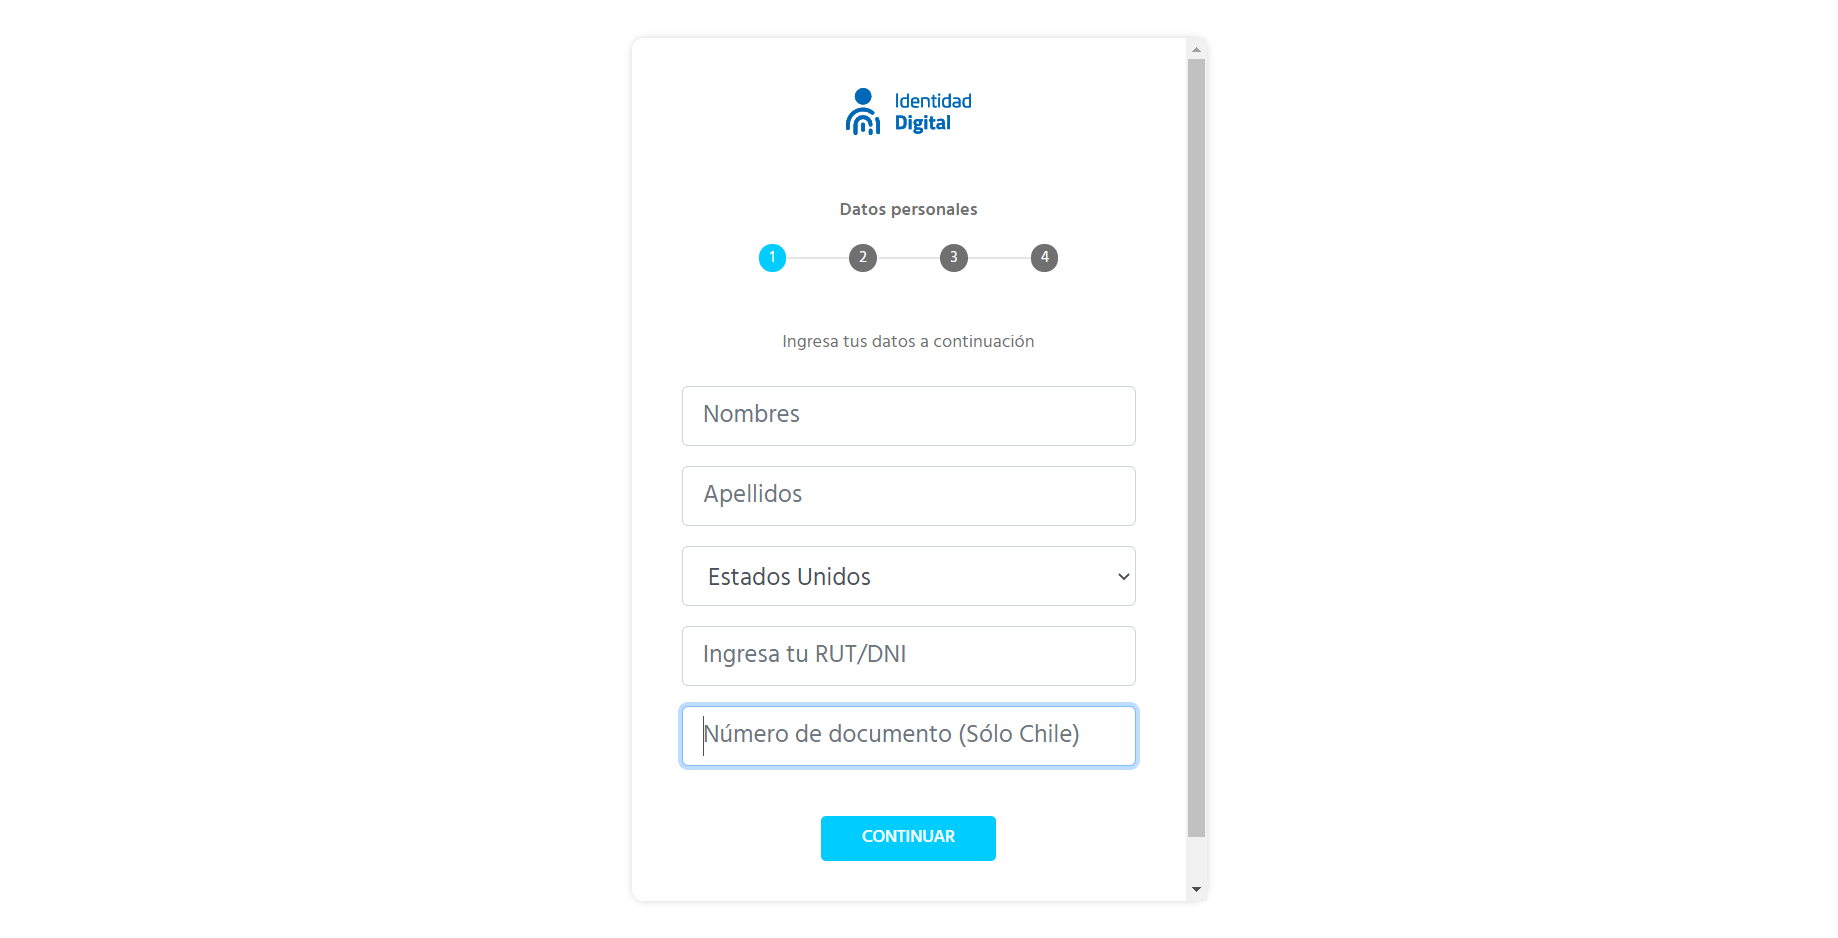 Identidad
Digital
Datos personales
1 2 3 4
Ingresa tus datos a continuación
Nombres
Apellidos
Estados Unidos
Ingresa tu RUT/DNI
Número de documento (Sólo Chile)
CONTINUAR